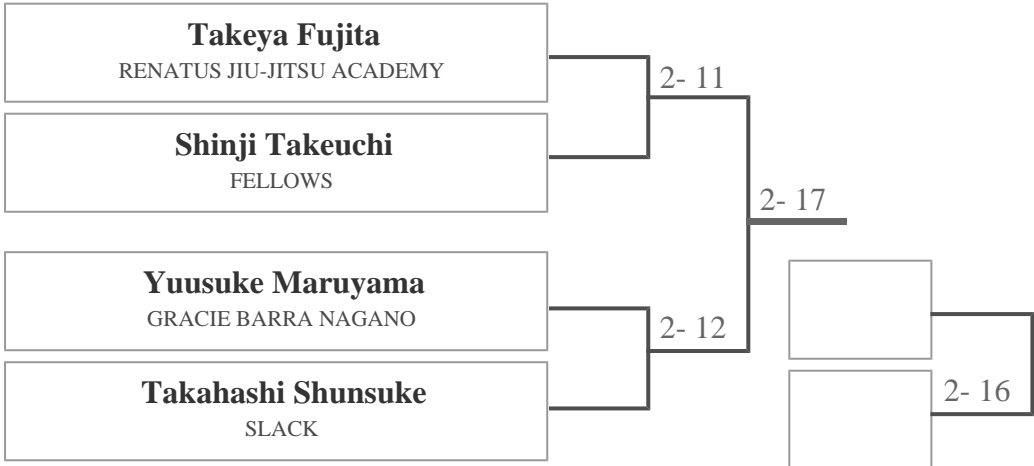 Takeya Fujita
RENATUS JIU-JITSU ACADEMY
2- 11
Shinji Takeuchi
FELLOWS
2- 17
Yuusuke Maruyama
GRACIE BARRA NAGANO
2- 12
Takahashi Shunsuke
SLACK
2- 16